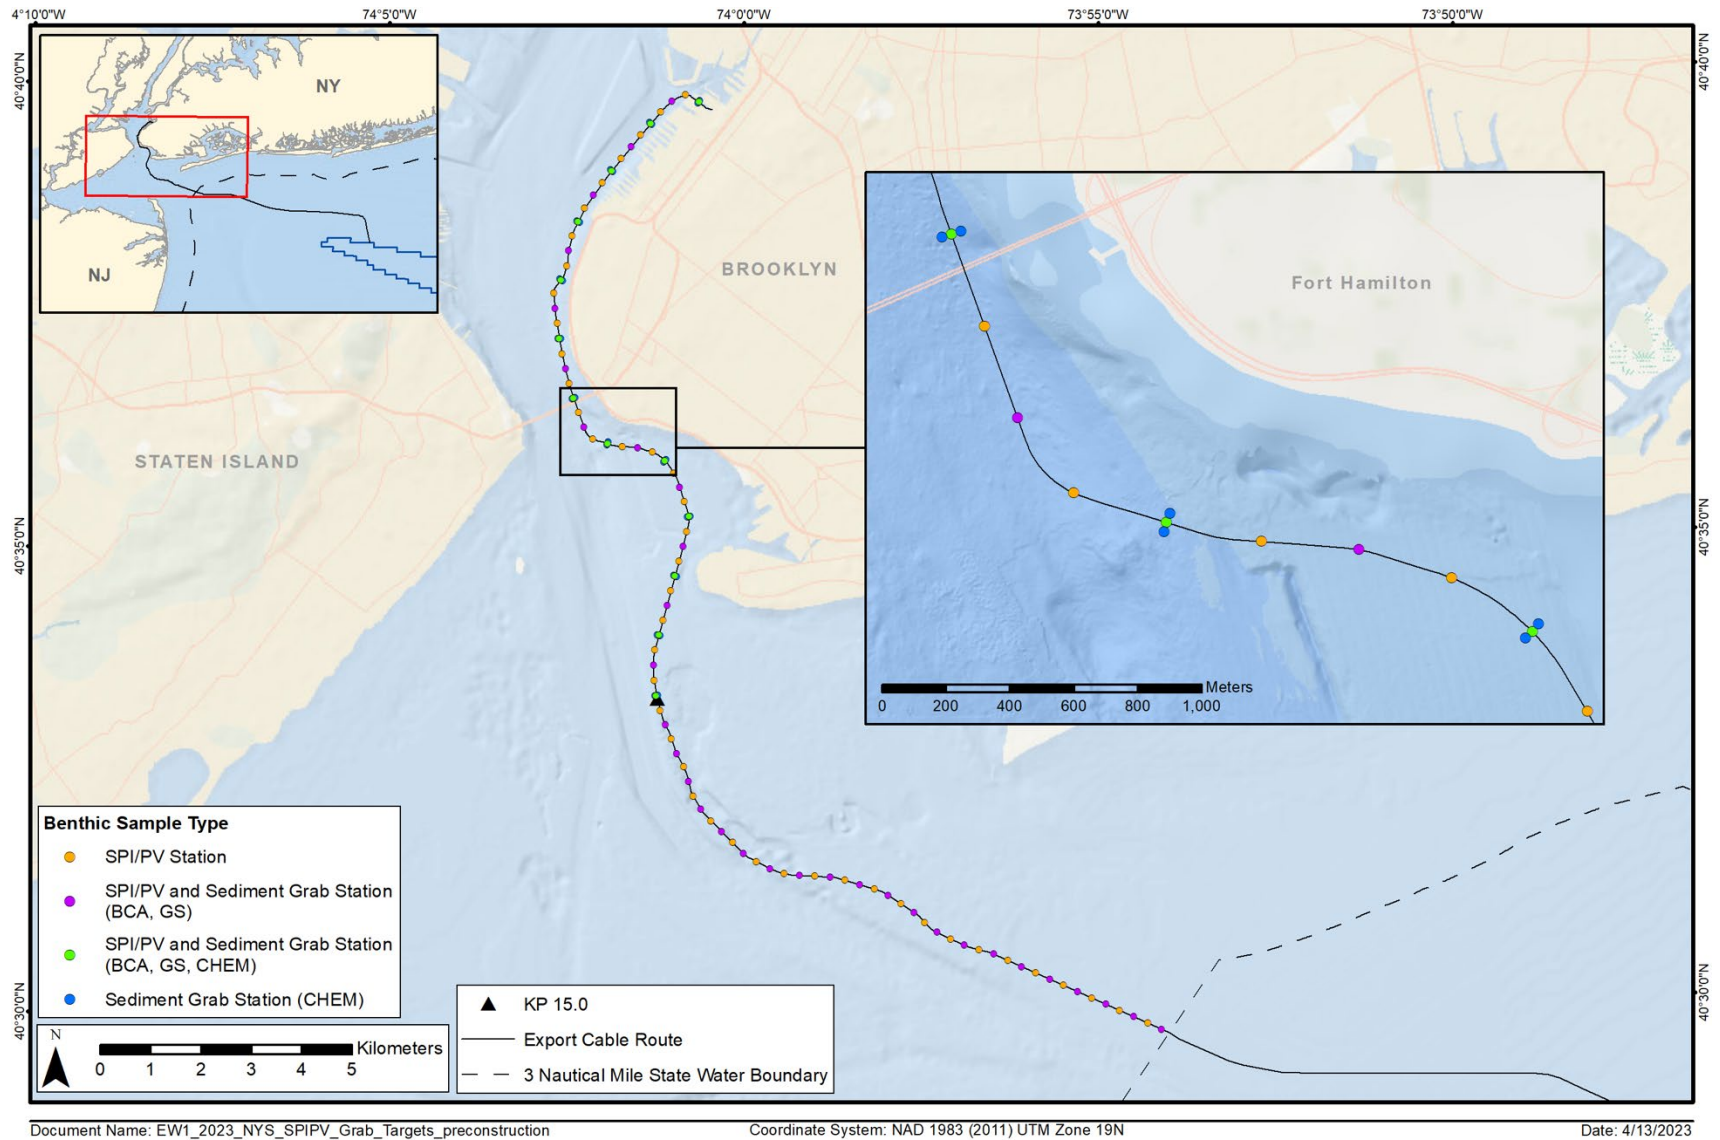 4°10'0"W
74°5'0"W
74°0'0"W
73°55'0"W
73°50'0"W
40°40'0"N
40°40'0"N
NY
NJ
BROOKLYN
Fort Hamilton
STATEN ISLAND
40°35'0"N
40°35'0"N
Meters
0 200 400 600 800 1,000
Benthic Sample Type
SPI/PV Station
SPI/PV and Sediment Grab Station
(BCA, GS)
SPI/PV and Sediment Grab Station
(BCA, GS, CHEM)
Sediment Grab Station (CHEM)
40°30'0"N
40°30'0"N
N
Kilometers
0 1 2 3 4 5
KP 15.0
Export Cable Route
3 Nautical Mile State Water Boundary
Document Name: EW1_2023_NYS_SPIPV_Grab_Targets_preconstruction
Coordinate System: NAD 1983 (2011) UTM Zone 19N
Date: 4/13/2023